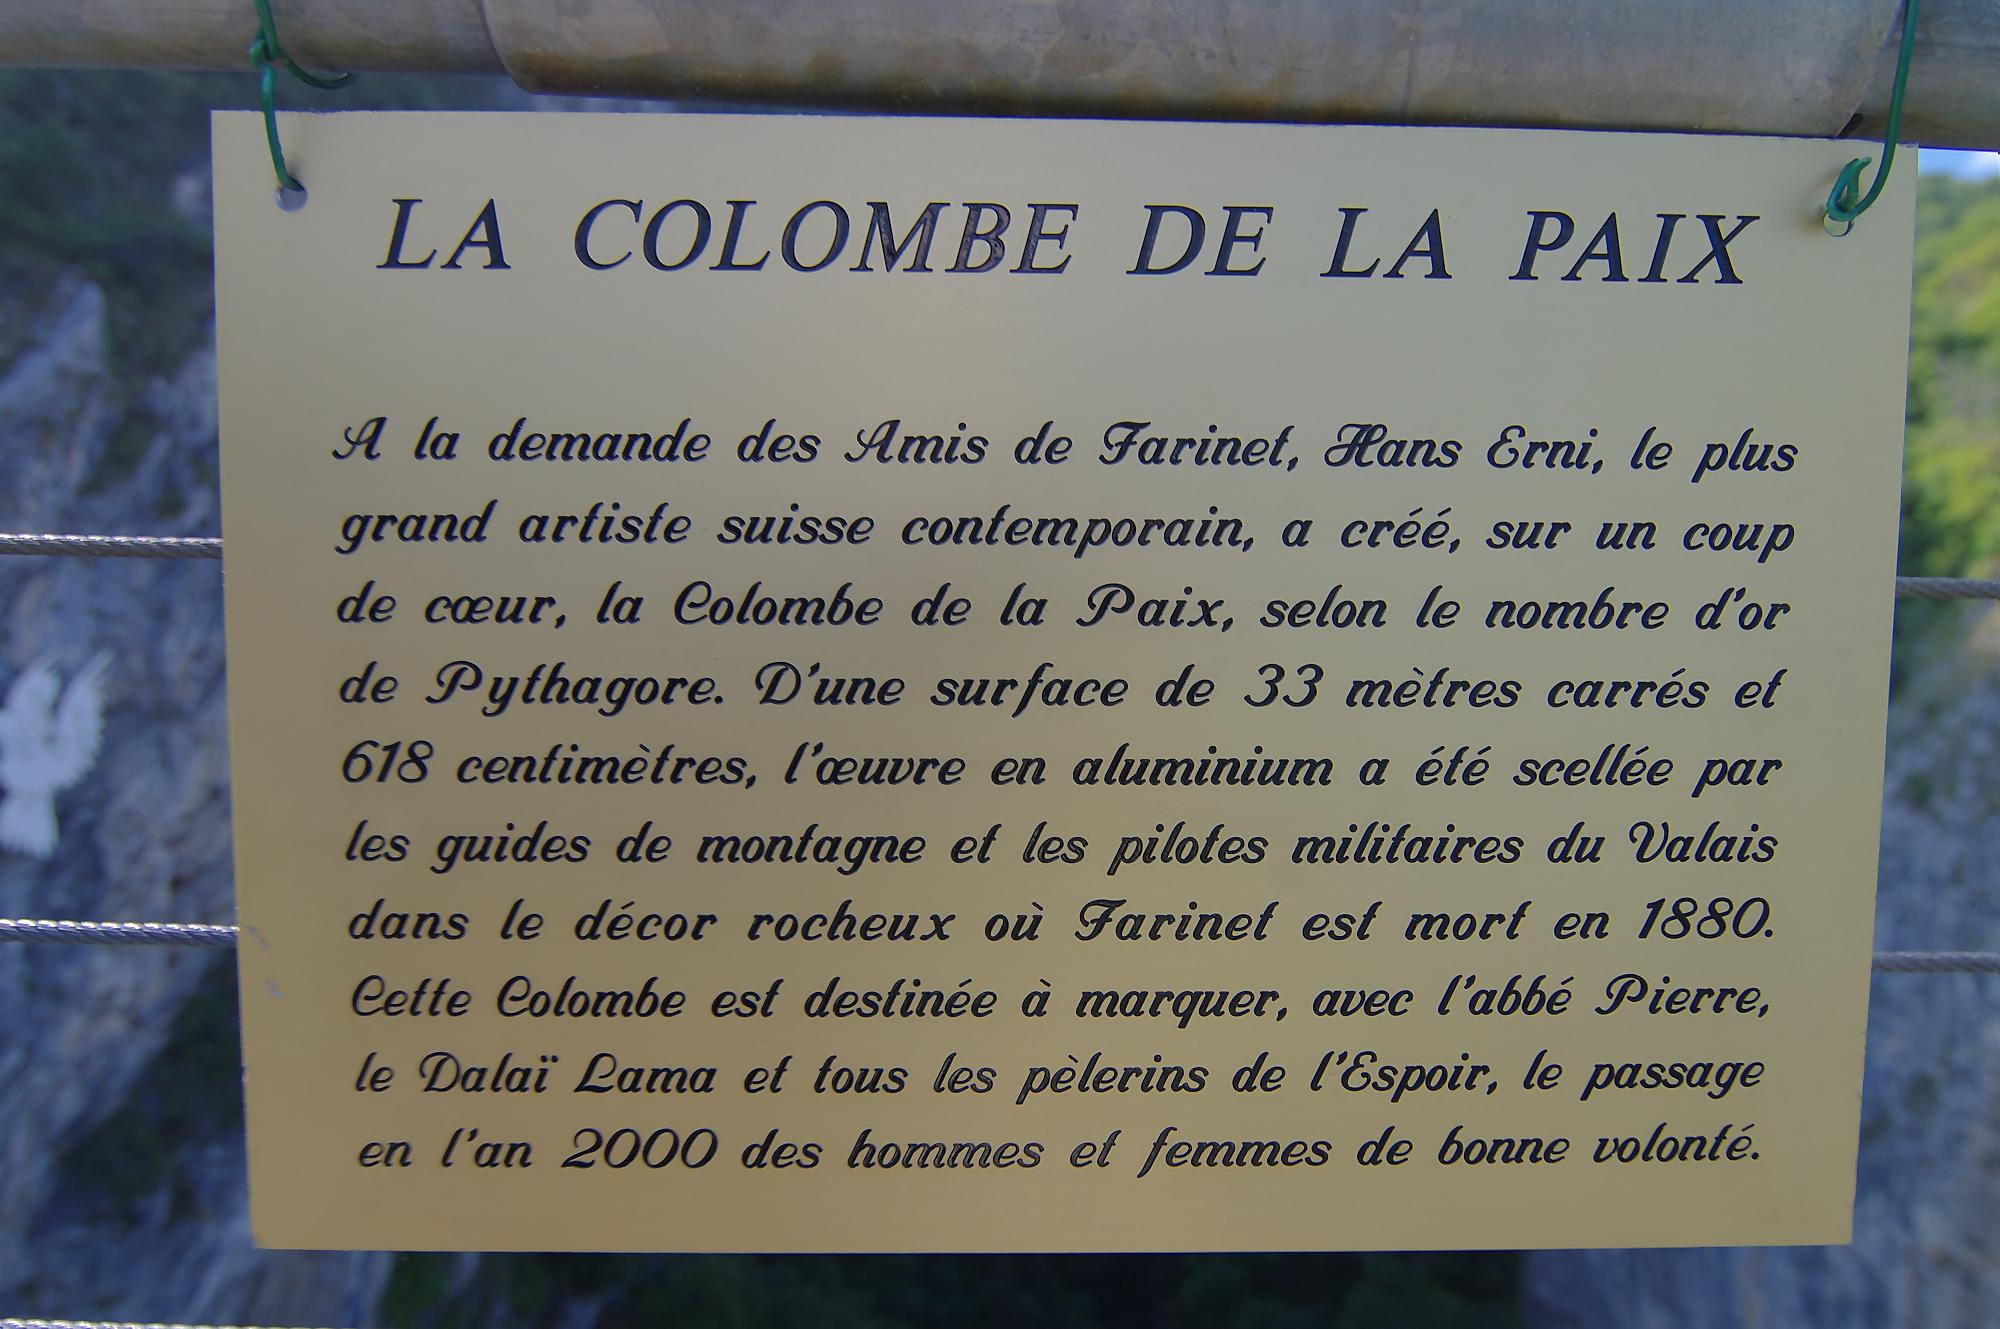 LA COLOMBE DE LA PAIX
A la demande des Amis de Farinet, Hans Erni, le plus
grand artiste suisse contemporain, a créé, sur un coup
de cœur, la Colombe de la Paix, selon le nombre d'or
de Pythagore. D'une surface de 33 mètres carrés et
618 centimètres, l'œuvre en aluminium a été scellée par
les guides de montagne et les pilotes militaires du Valais
dans le décor rocheux où Farinet est mort en 1880.
Cette Colombe est destinée à marquer, avec l'abbé Pierre,
le Dalaï Lama et tous les pèlerins de l'Espoir, le passage
en l'an 2000 des hommes et femmes de bonne volonté.